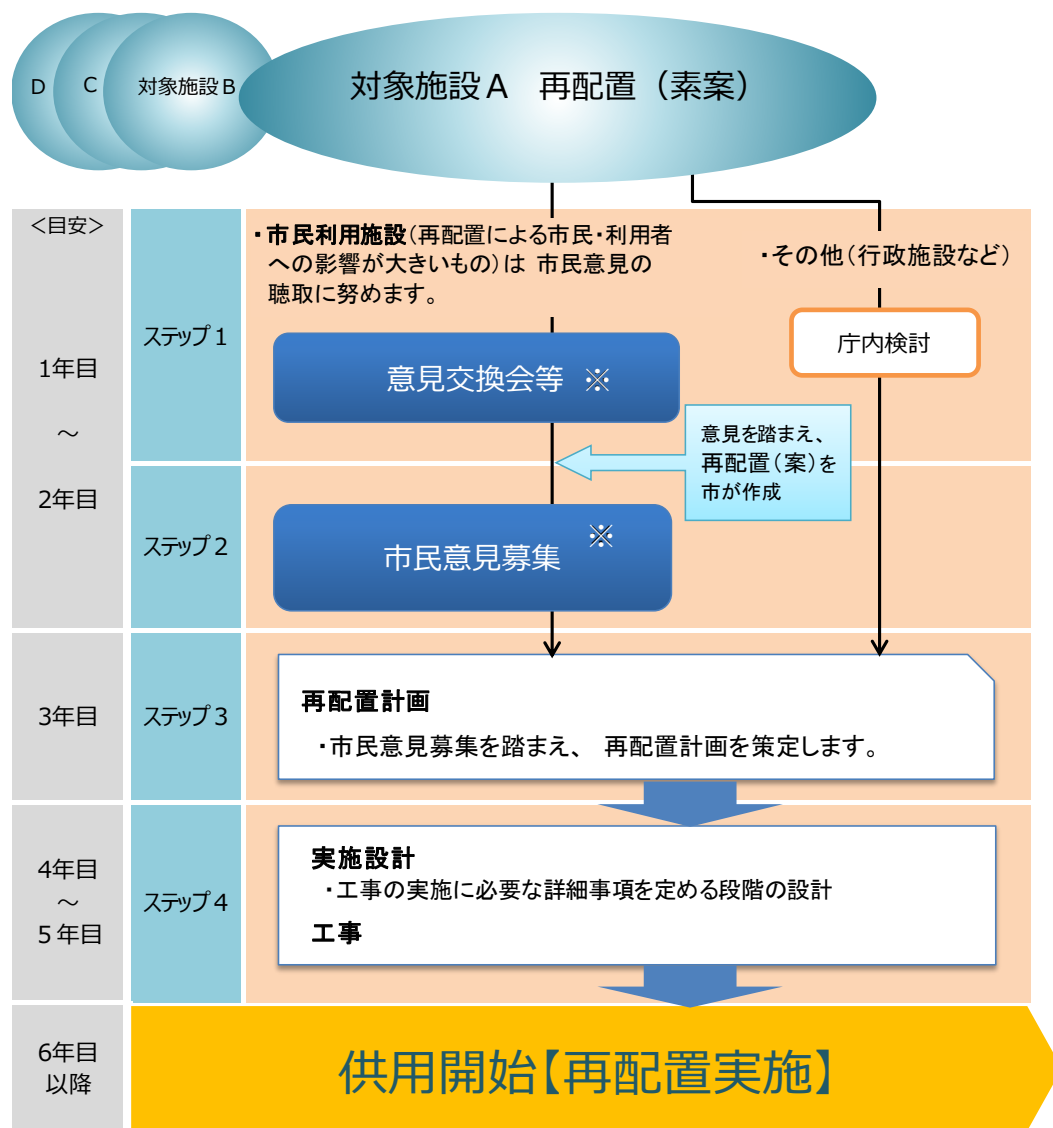 D
C
対象施設B
対象施設A 再配置（素案）
＜目安＞
1年目
～
2年目
ステップ1
・市民利用施設（再配置による市民・利用者
への影響が大きいもの）は 市民意見の
聴取に努めます。
・その他（行政施設など）
庁内検討
意見交換会等 ※
意見を踏まえ、
再配置（案）を
市が作成
ステップ2
市民意見募集 ※
3年目
ステップ3
再配置計画
・市民意見募集を踏まえ、 再配置計画を策定します。
4年目
～
5年目
ステップ4
実施設計
・工事の実施に必要な詳細事項を定める段階の設計
工事
6年目
以降
供用開始【再配置実施】